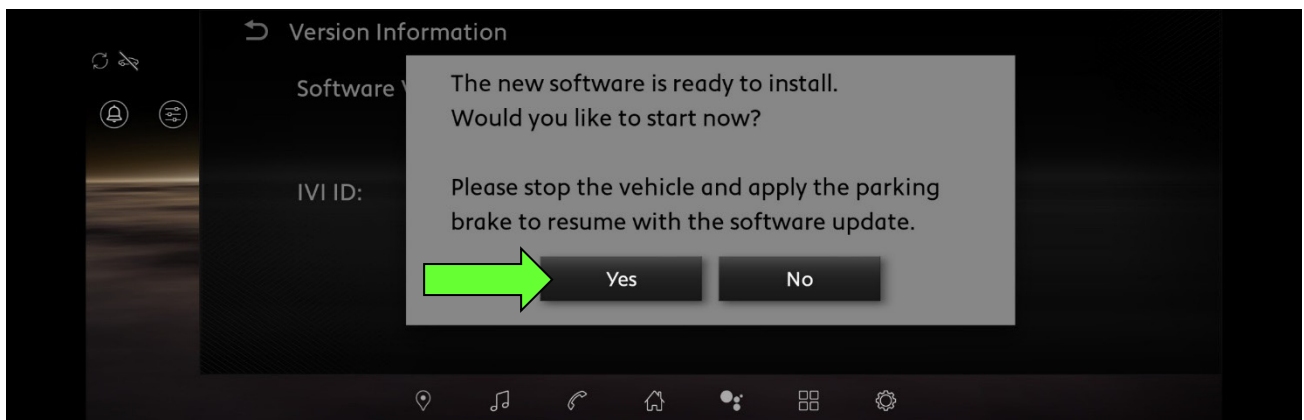 Version Information
Software
The new software is ready to install.
Would you like to start now?
IVI ID:
Please stop the vehicle and apply the parking
brake to resume with the software update.
Yes
No